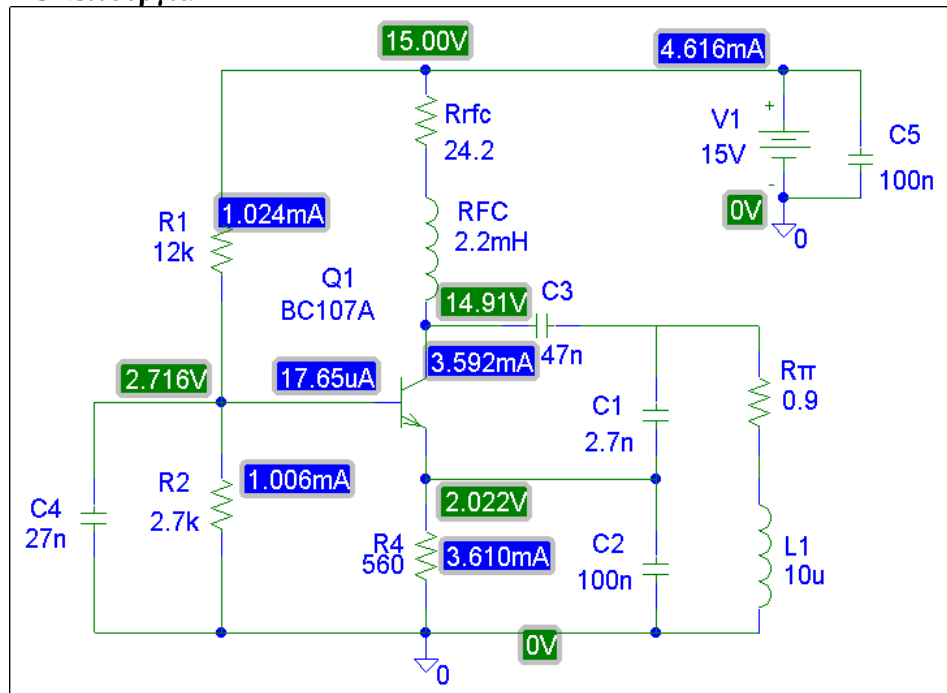 15.00V
4.616mA
Rrfc
24.2
V1
15V
+
-
C5
100n
0V
0
R1
12k
1.024mA
RFC
2.2mH
Q1
BC107A
14.91V
C3
47n
3.592mA
2.716V
17.65uA
C1
2.7n
Rπ
0.9
C4
27n
R2
2.7k
1.006mA
2.022V
R4
560
3.610mA
C2
100n
L1
10u
0V
0